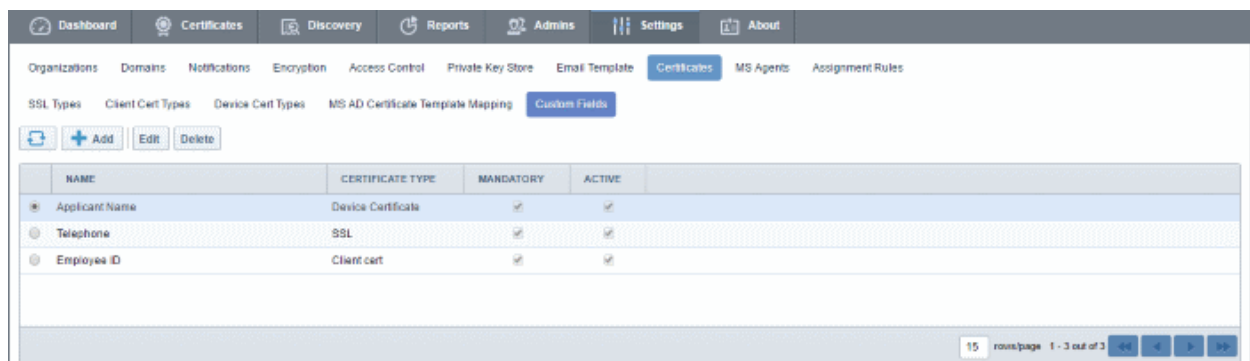 Dashboard Certificates Discovery Reports Admins Settings About
Organizations Domains Notifications Encryption Access Control Private Key Store Email Template Certificates MS Agents Assignment Rules
SSL Types Client Cert Types Device Cert Types MS AD Certificate Template Mapping Custom Fields
Add Edit Delete
NAME CERTIFICATE TYPE MANDATORY ACTIVE
Applicant Name Device Certificate
Telephone SSL
Employee ID Client cert
15 rows/page 1 - 3 out of 3